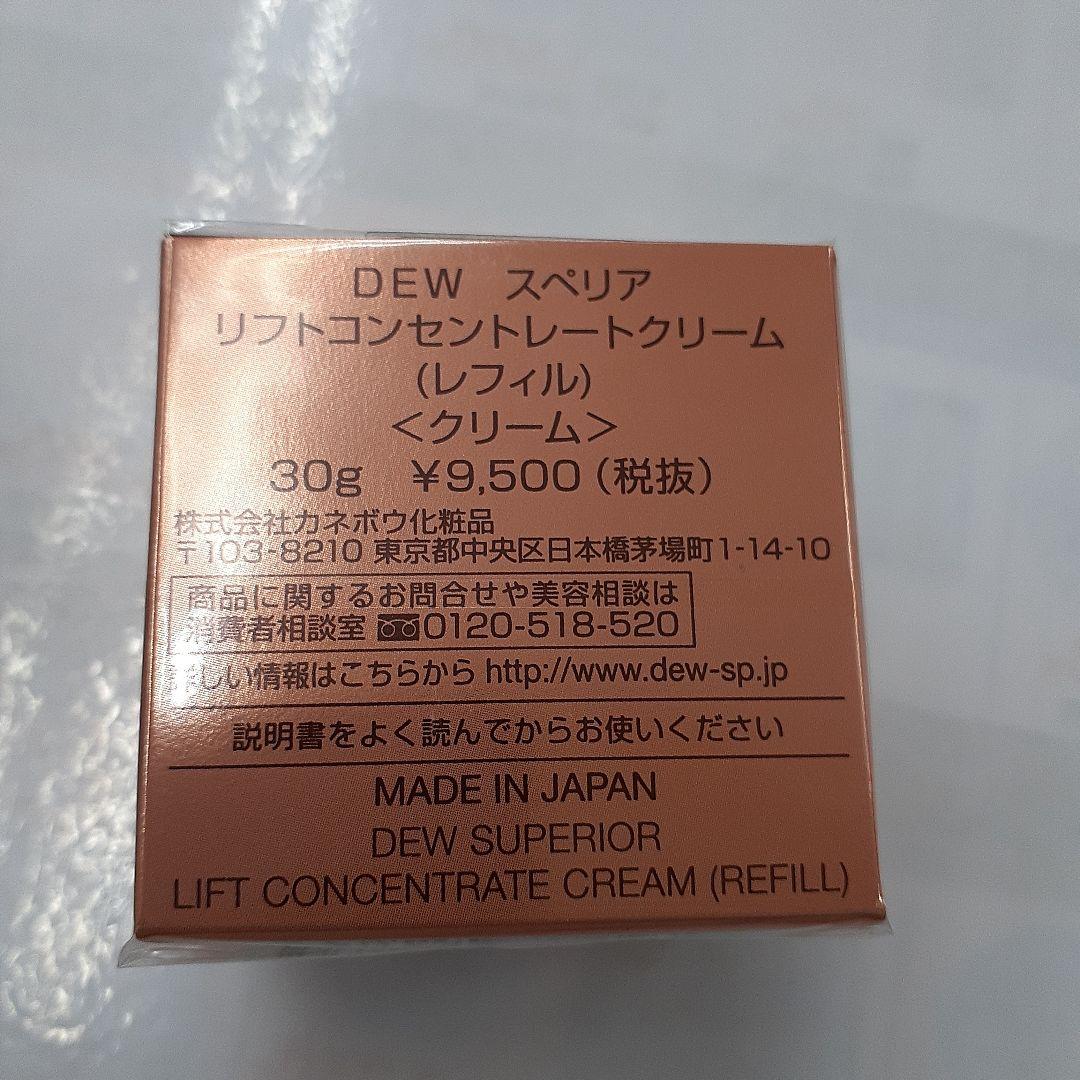 DEW スペリア
リフトコンセントレートクリーム
(レフィル)
<クリーム>
30g ¥9,500(税抜)
株式会社カネボウ化粧品
〒103-8210 東京都中央区日本橋茅場町1-14-10
商品に関するお問合せや美容相談は
消費者相談室 0120-518-520
詳しい情報はこちらから http://www.dew-sp.jp
説明書をよく読んでからお使いください
MADE IN JAPAN
DEW SUPERIOR
LIFT CONCENTRATE CREAM (REFILL)